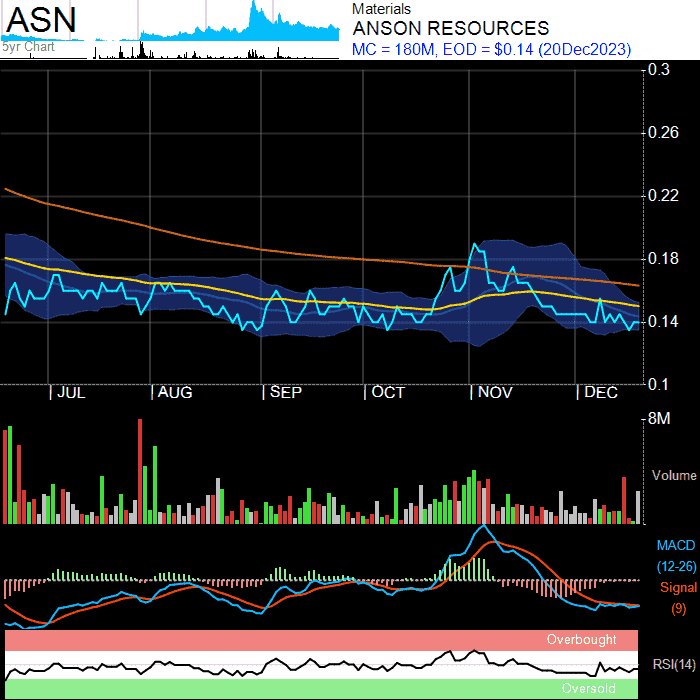 ASN
5yr Chart
Materials
ANSON RESOURCES
MC = 180M, EOD = $0.14 (20Dec2023)
0.3
0.26
0.22
0.18
0.14
0.1
JUL AUG SEP OCT NOV DEC
8M
Volume
MACD
(12-26)
Signal
(9)
Overbought
RSI(14)
Oversold